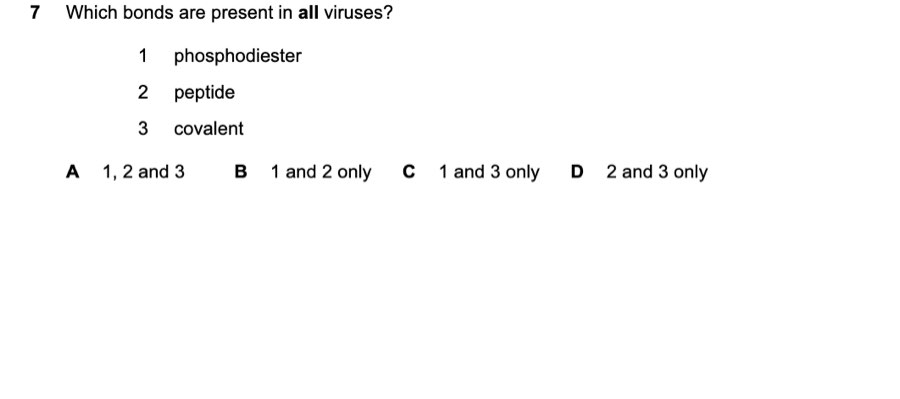 7 Which bonds are present in all viruses?
1 phosphodiester
2 peptide
3 covalent
A 1, 2 and 3 B 1 and 2 only C 1 and 3 only D 2 and 3 only